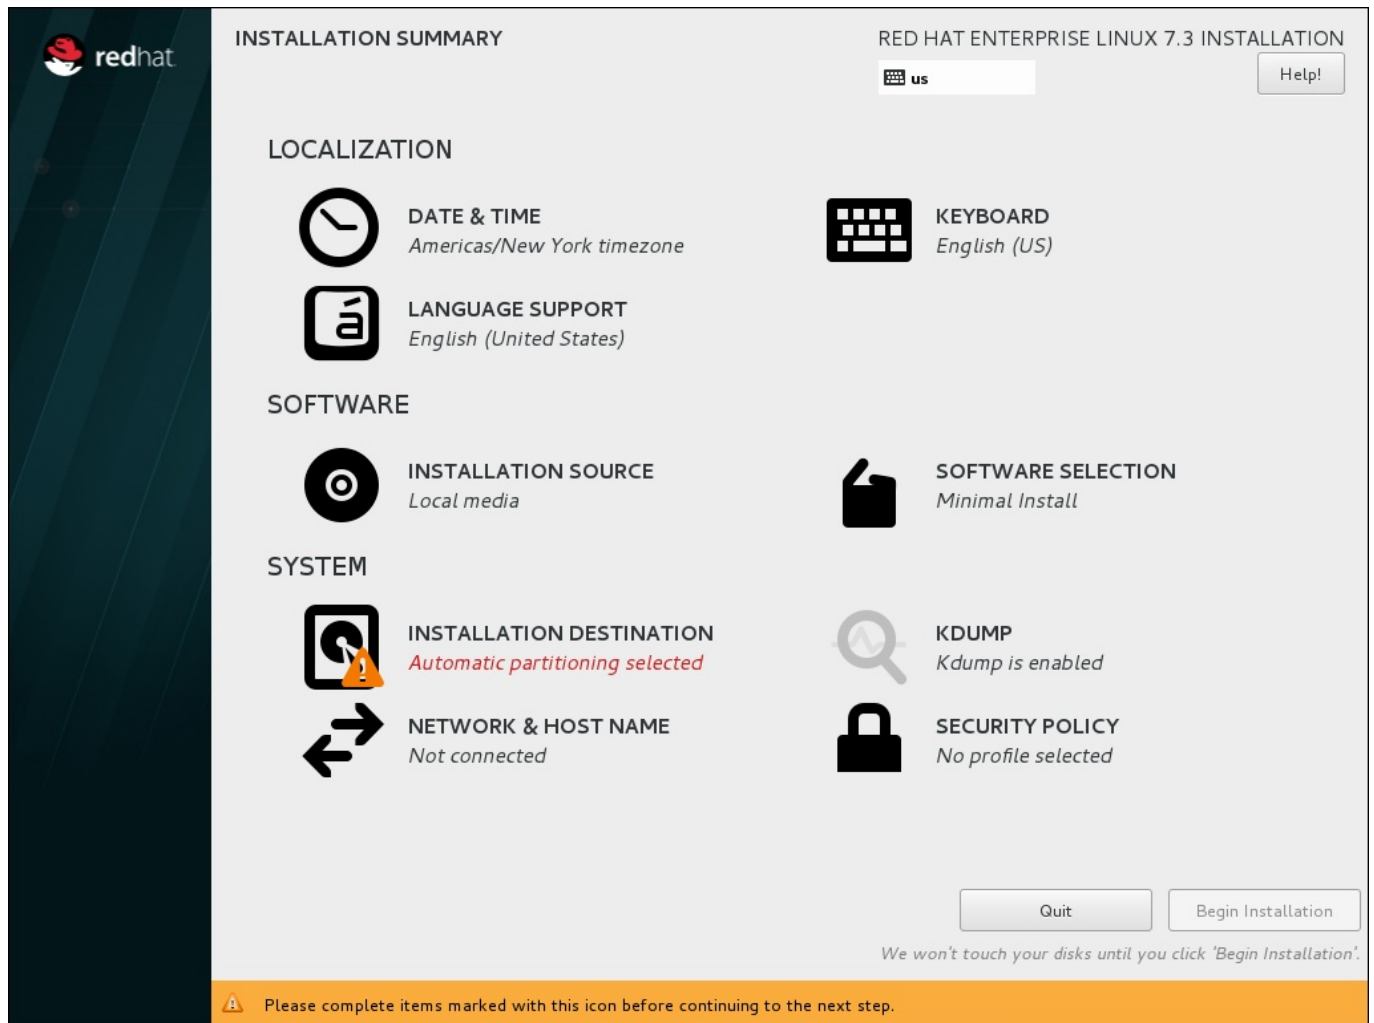 redhat.
INSTALLATION SUMMARY
RED HAT ENTERPRISE LINUX 7.3 INSTALLATION
us
Help!
LOCALIZATION
DATE & TIME
Americas/New York timezone
KEYBOARD
English (US)
á
LANGUAGE SUPPORT
English (United States)
SOFTWARE
INSTALLATION SOURCE
Local media
SOFTWARE SELECTION
Minimal Install
SYSTEM
INSTALLATION DESTINATION
Automatic partitioning selected
KDUMP
Kdump is enabled
NETWORK & HOST NAME
Not connected
SECURITY POLICY
No profile selected
Quit
Begin Installation
We won't touch your disks until you click 'Begin Installation'.
Please complete items marked with this icon before continuing to the next step.